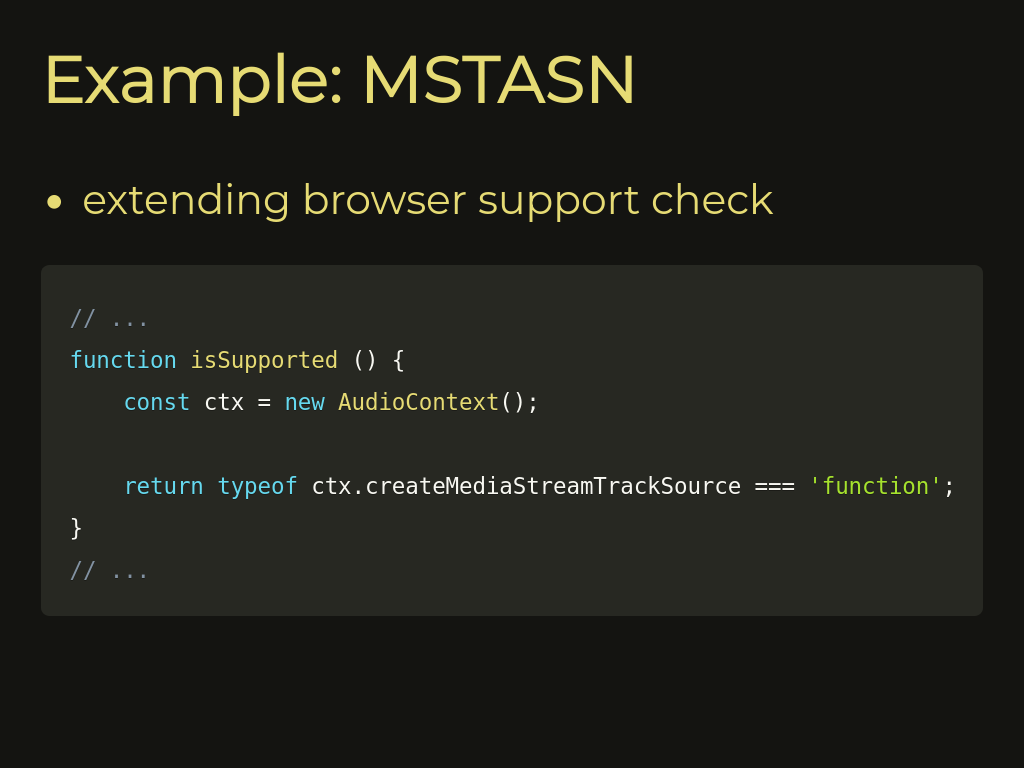 Example: MSTASN
• extending browser support check
// ...
function isSupported () {
    const ctx = new AudioContext();

    return typeof ctx.createMediaStreamTrackSource === 'function';
}
// ...